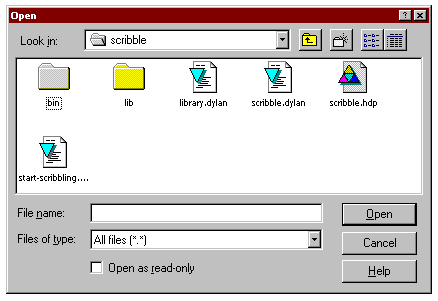 Open
Look in: scribble
bin lib library.dylan scribble.dylan scribble.hdp
start-scribbling....
File name: Open
Files of type: All files (*.*) Cancel
Open as read-only Help